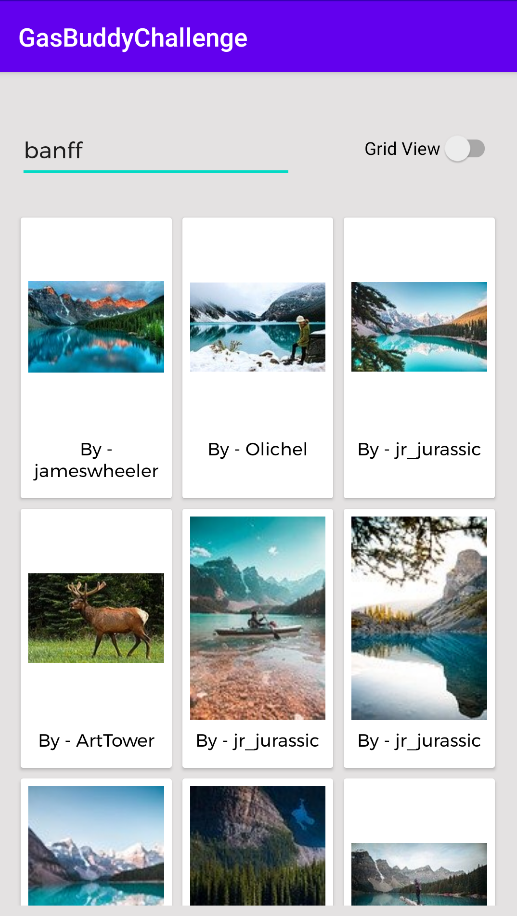 GasBuddyChallenge
banff
Grid View
By -
jameswheeler
By - Olichel
By - jr_jurassic
By - ArtTower
By - jr_jurassic
By - jr_jurassic